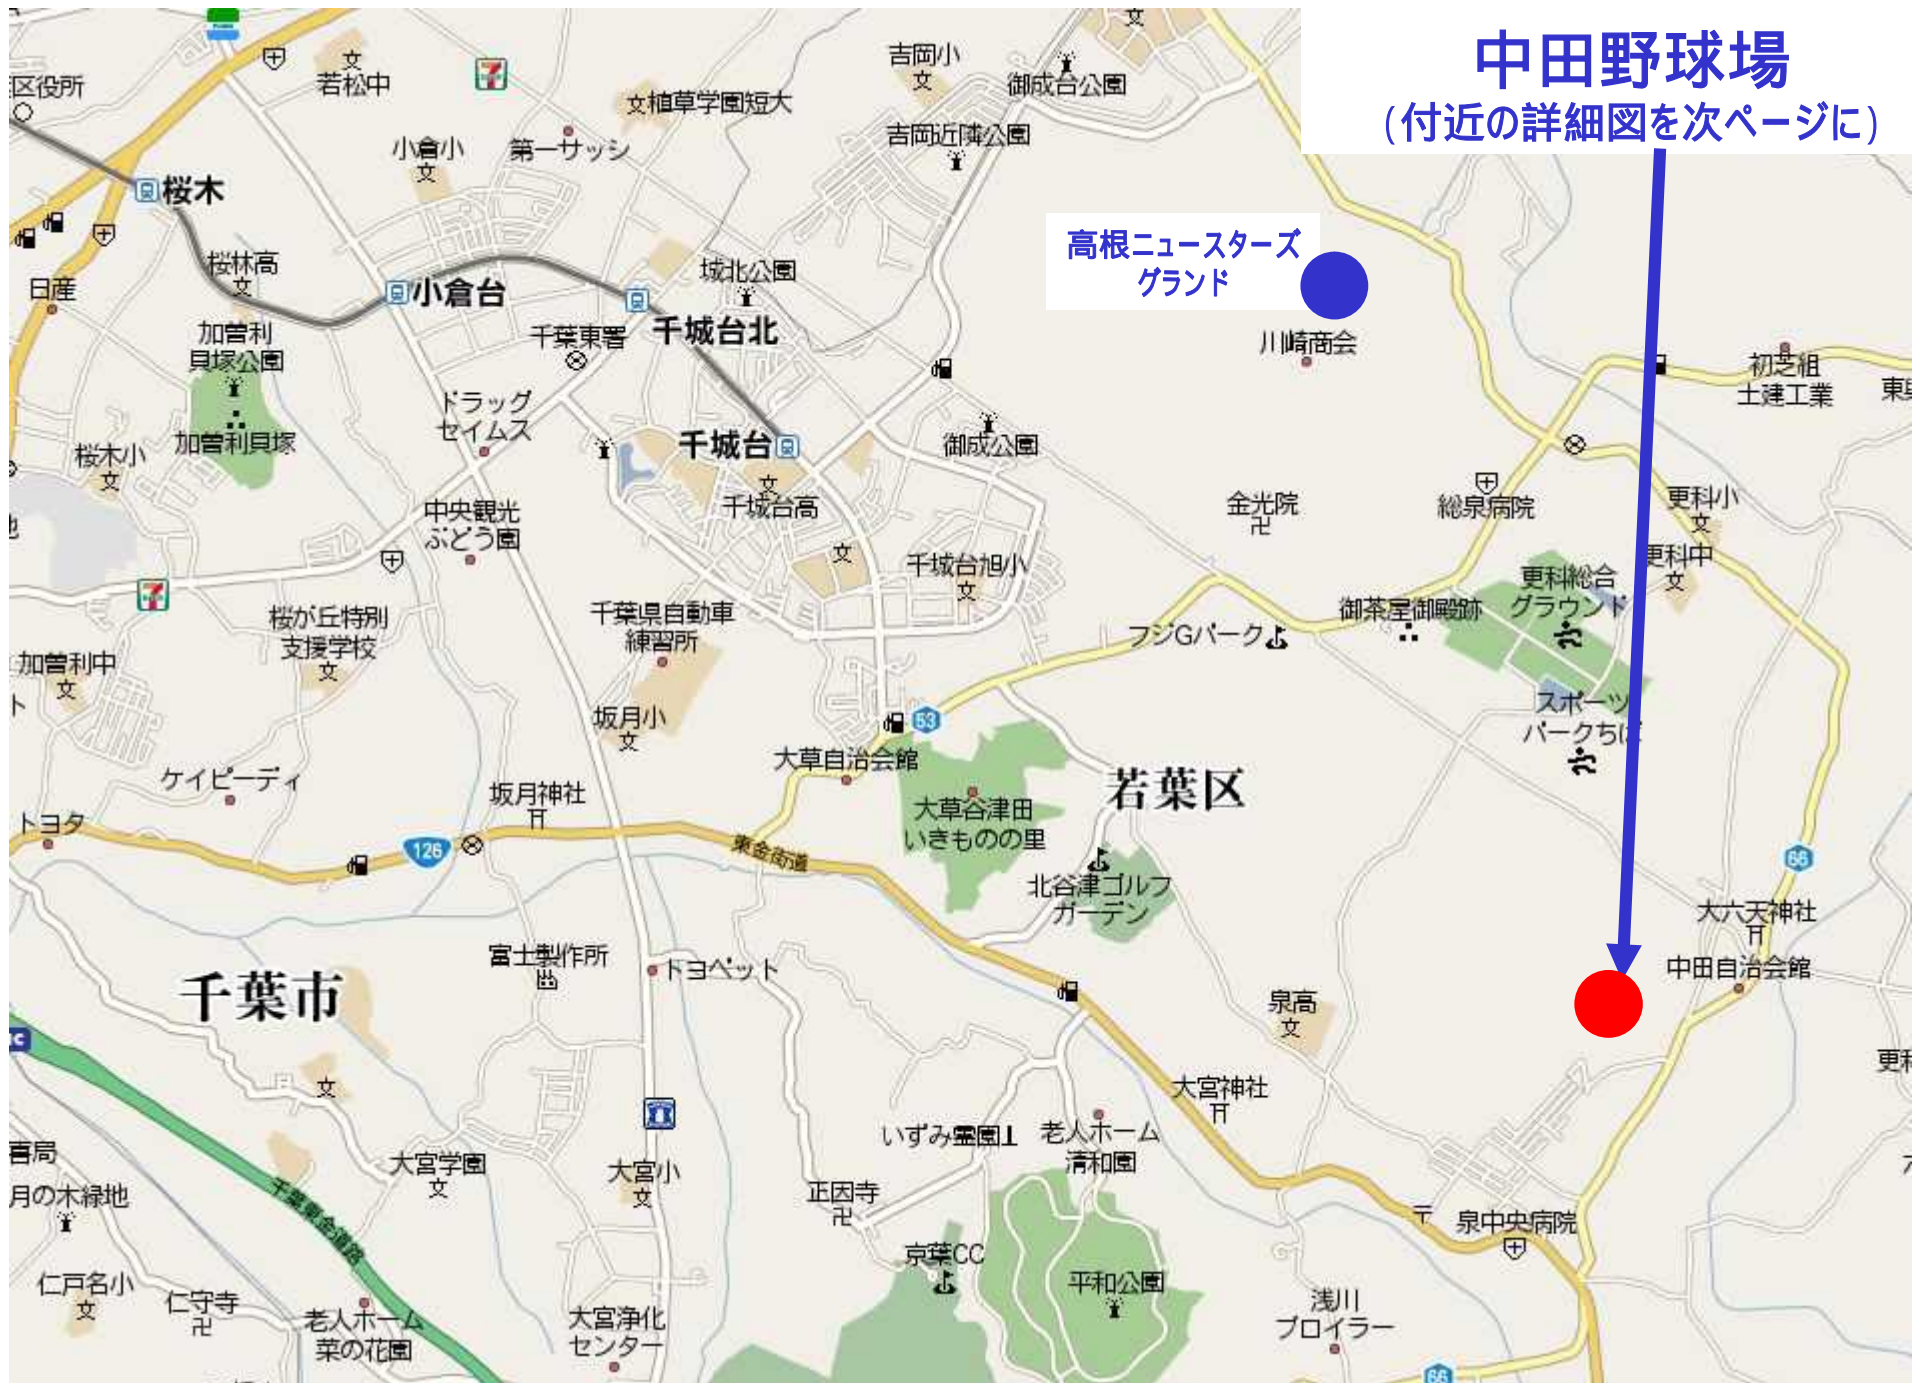 中田野球場
(付近の詳細図を次ページに)
高根ニュースターズ
グランド
区役所
若松中
植草学園短大
吉岡小
御成台公園
吉岡近隣公園
小倉小
第一サッシ
桜木
桜林高
日産
小倉台
城北公園
千葉東署
千城台北
川崎商会
初芝組
土建工業
加曽利
貝塚公園
加曽利貝塚
ドラッグ
セイムス
千城台
御成公園
桜木小
千城台高
中央観光
ぶどう園
金光院
総泉病院
更科小
更科中
千城台旭小
更科総合
グラウンド
御茶屋御殿跡
フジGパーク
桜が丘特別
支援学校
千葉県自動車
練習所
加曽利中
ト
坂月小
53
スポーツ
パークちば
大草自治会館
若葉区
ケイピーディ
坂月神社
大草谷津田
いきものの里
トヨタ
126
東金街道
66
北谷津ゴルフ
ガーデン
大六天神社
中田自治会館
富士製作所
トヨペット
千葉市
泉高
大宮神社
いずみ霊園
老人ホーム
清和園
大宮学園
大宮小
正因寺
月の木緑地
千葉東金道路
泉中央病院
京葉CC
平和公園
仁戸名小
仁守寺
老人ホーム
菜の花園
大宮浄化
センター
浅川
ブロイラー
66